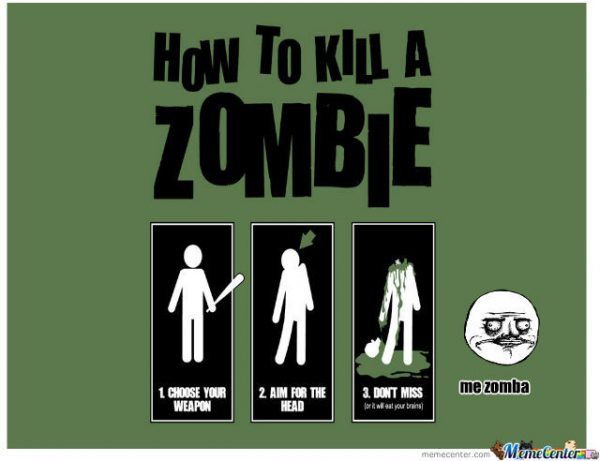 HOW TO KILL A
ZOMBIE
1. CHOOSE YOUR
WEAPON
2. AIM FOR THE
HEAD
3. DON'T MISS
(or it will eat your brains)
me zomba
memecenter.com
MemeCenter